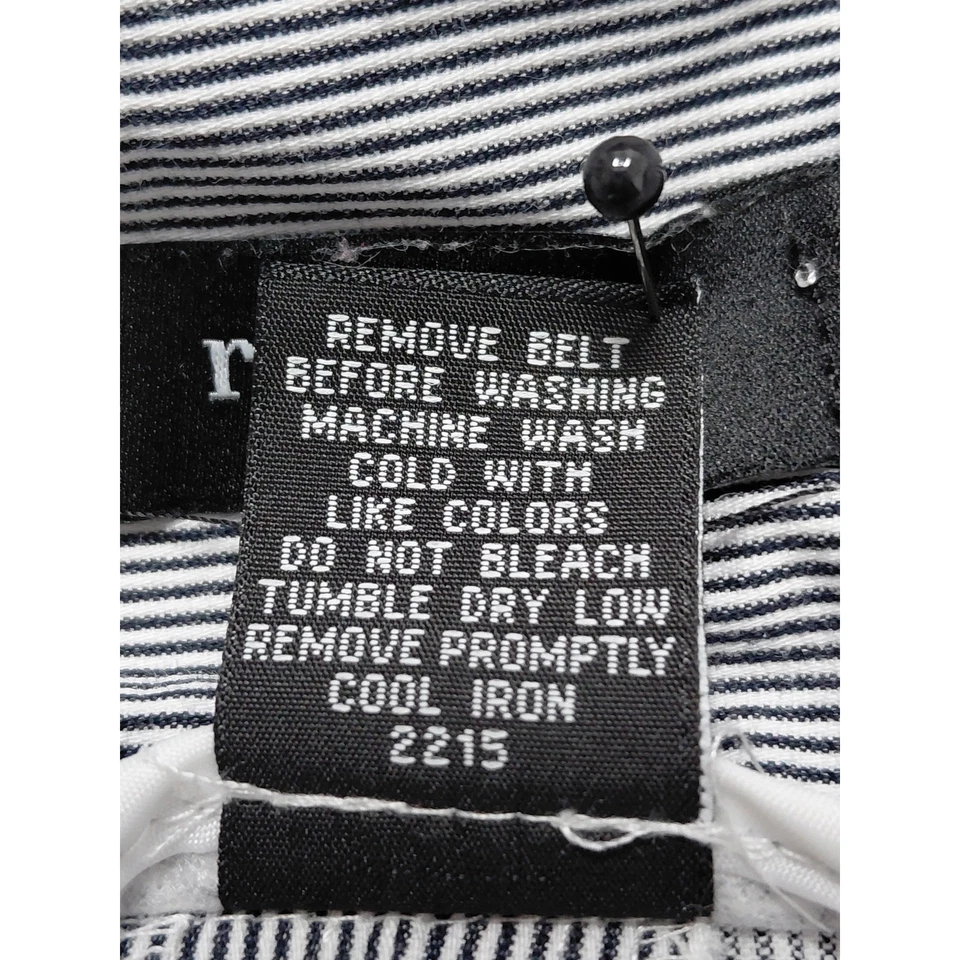 r
REMOVE BELT
BEFORE WASHING
MACHINE WASH
COLD WITH
LIKE COLORS
DO NOT BLEACH
TUMBLE DRY LOW
REMOVE PROMPTLY
COOL IRON
2215